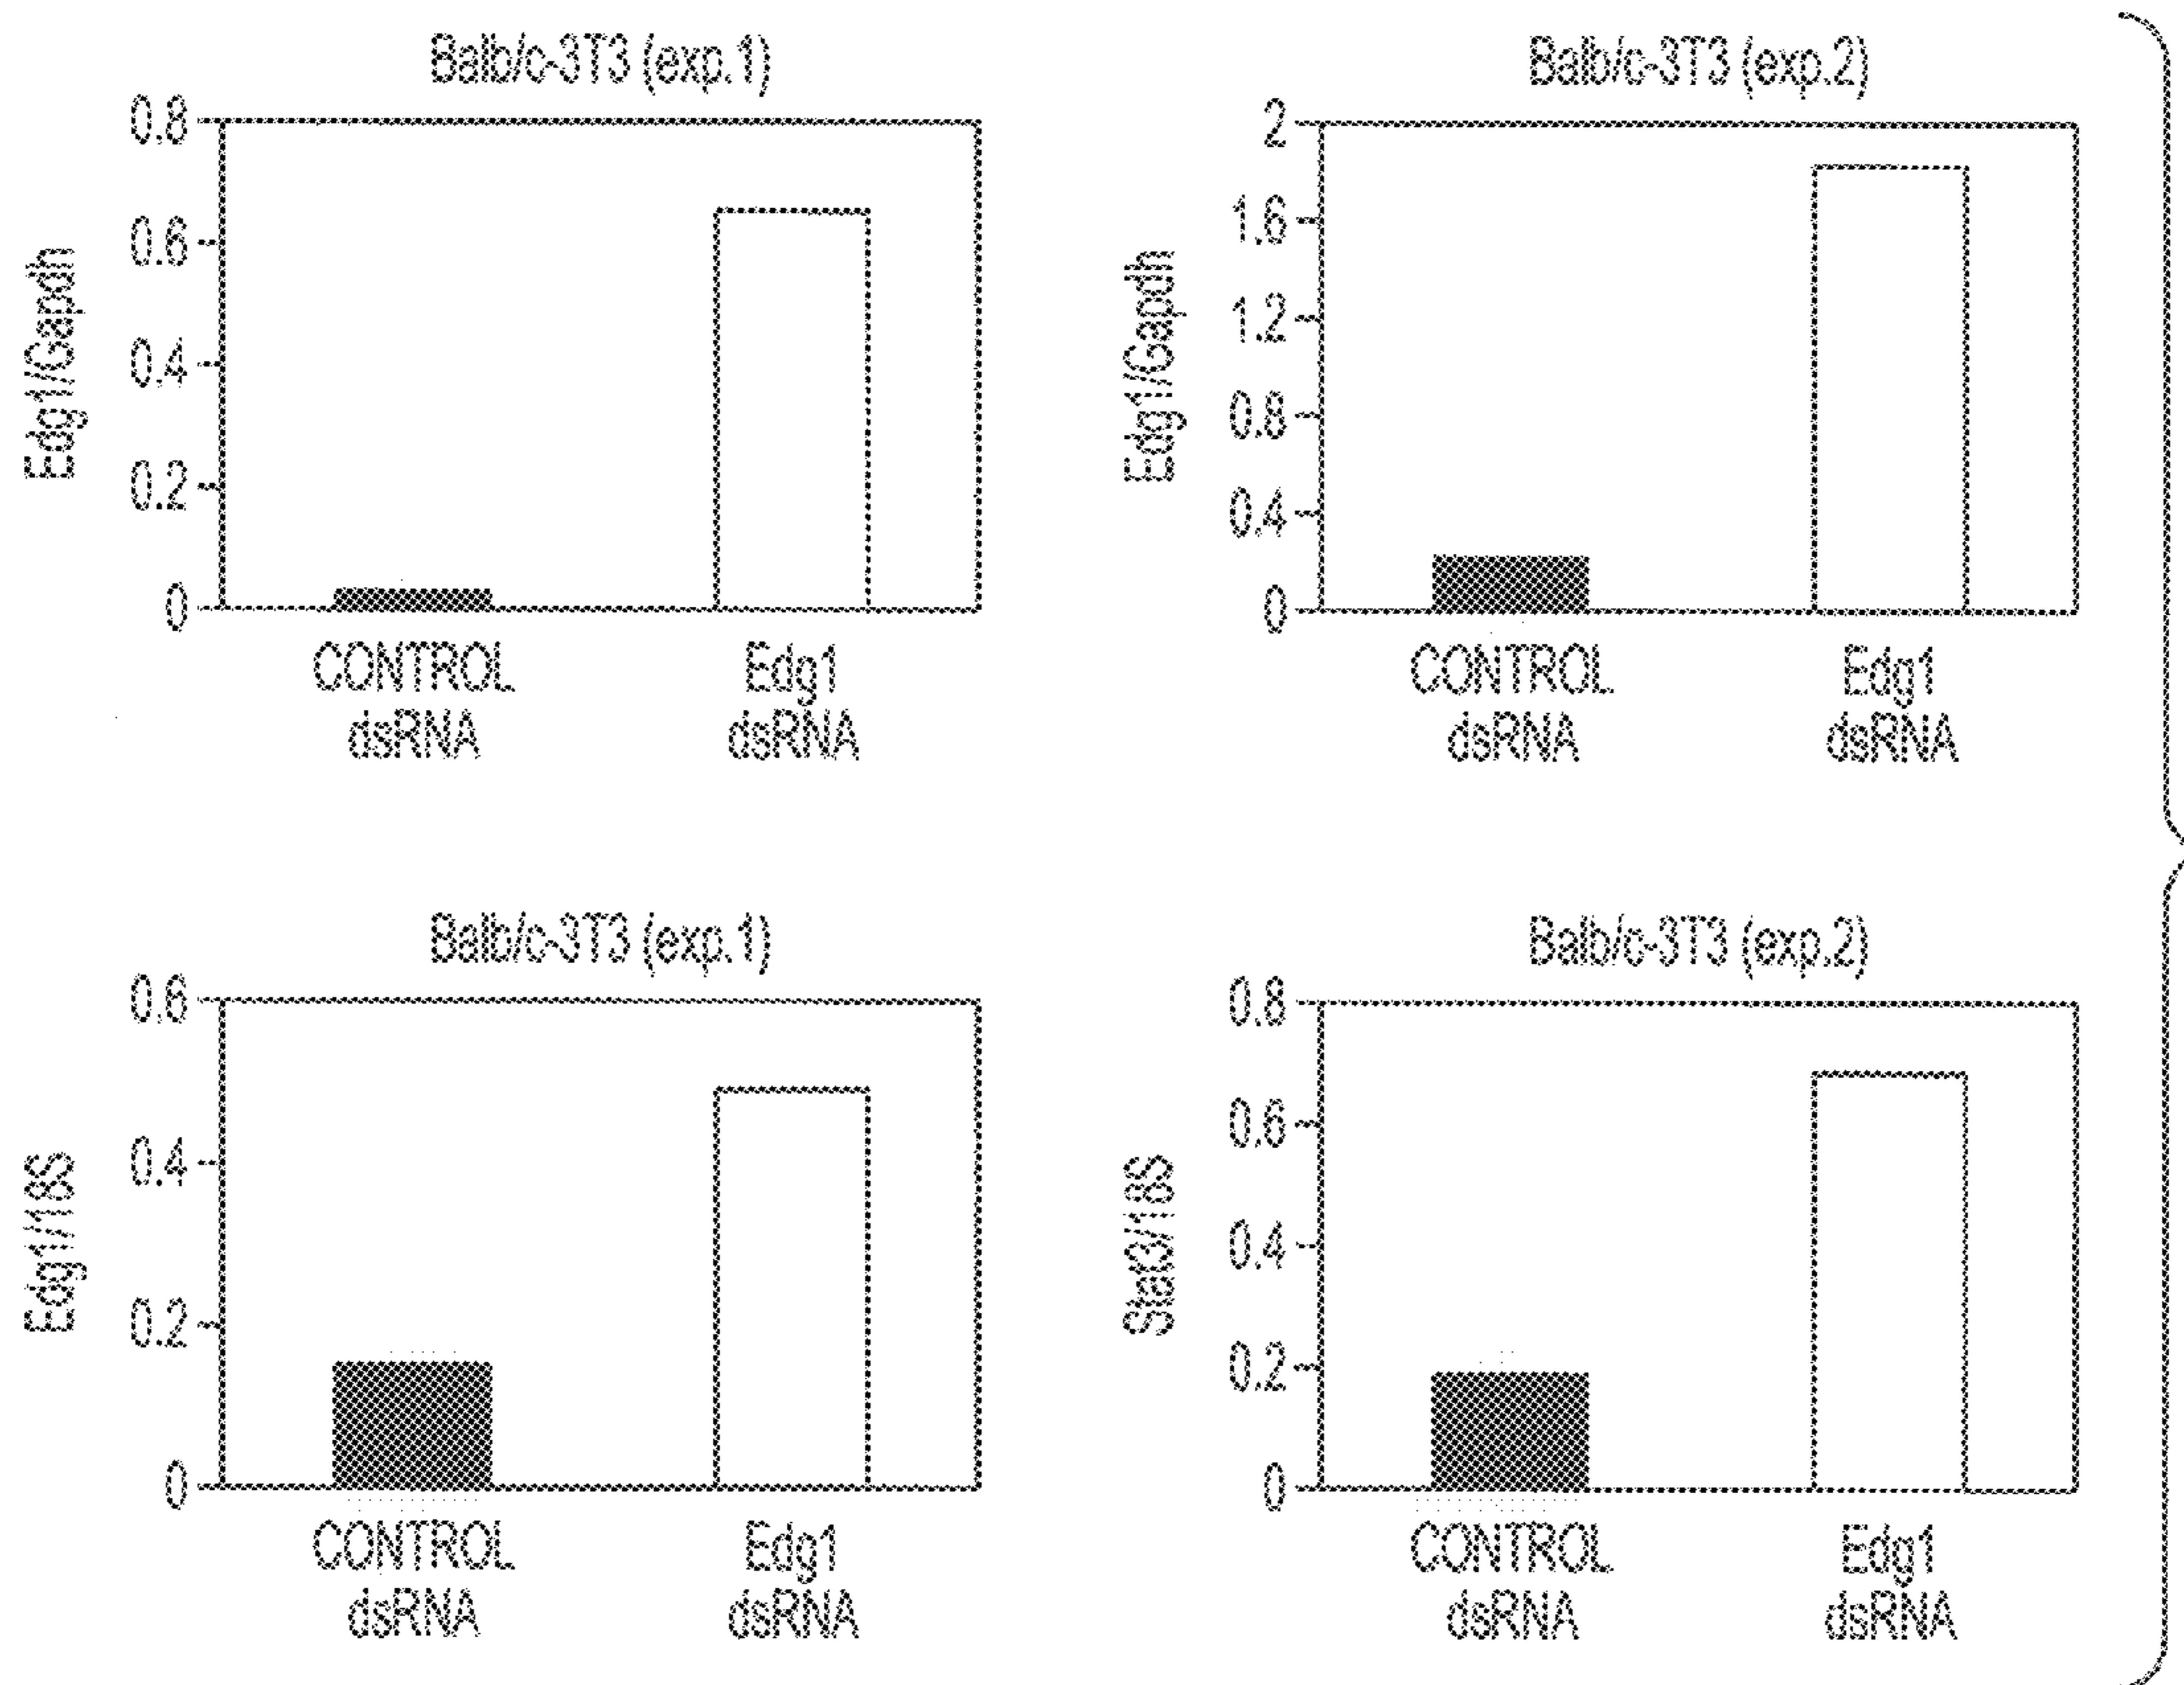 Balb/c-3T3 (exp.1)
0.8
0.6
0.4
0.2
0
Edg1/Gapdh
CONTROL
dsRNA
Edg1
dsRNA
Balb/c-3T3 (exp.2)
2
1.6
1.2
0.8
0.4
0
Edg1/Gapdh
CONTROL
dsRNA
Edg1
dsRNA
Balb/c-3T3 (exp.1)
0.6
0.4
0.2
0
Edg1/18S
CONTROL
dsRNA
Edg1
dsRNA
Balb/c-3T3 (exp.2)
0.8
0.6
0.4
0.2
0
Stat3/18S
CONTROL
dsRNA
Edg1
dsRNA